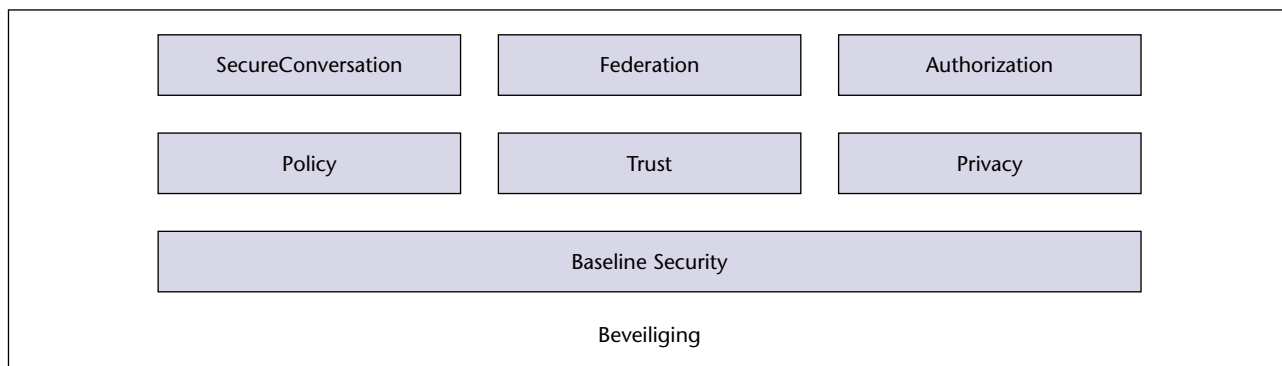 SecureConversation Federation Authorization
Policy Trust Privacy
Baseline Security
Beveiliging